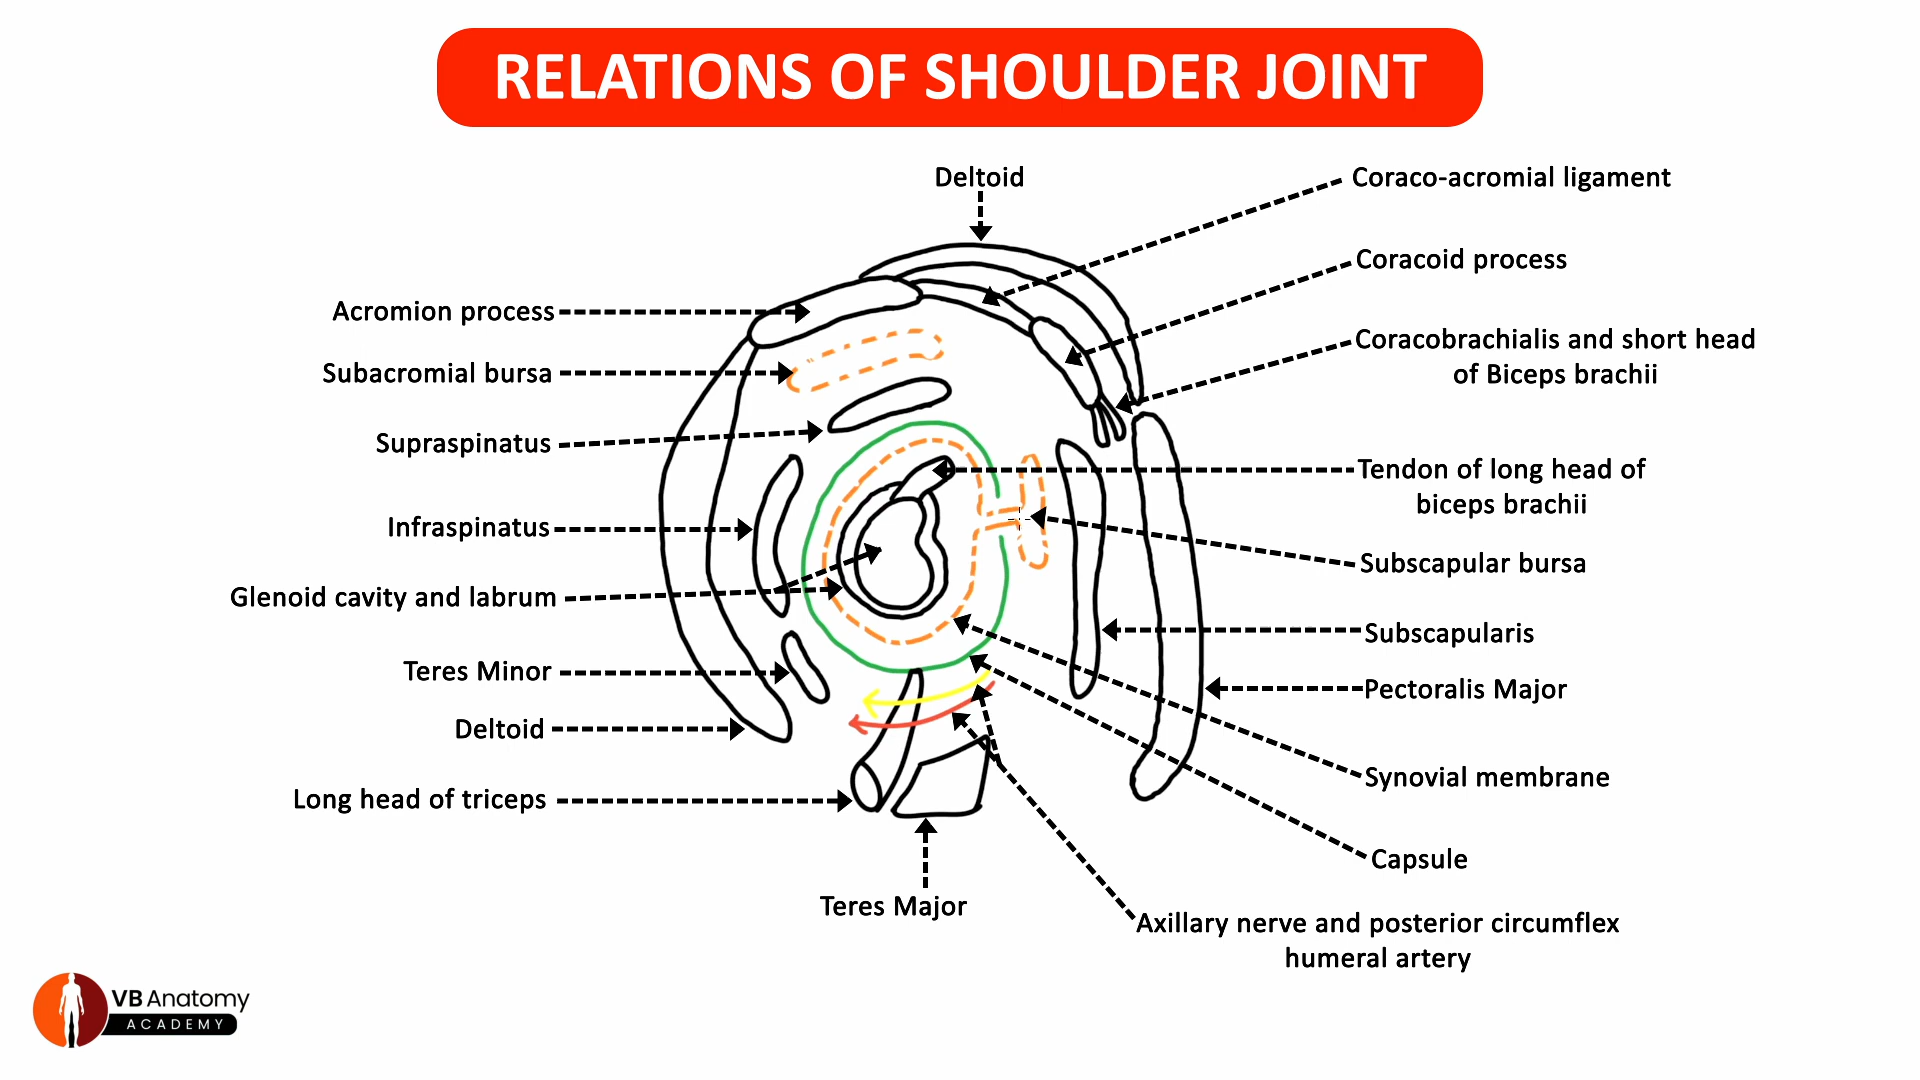 RELATIONS OF SHOULDER JOINT
Deltoid
Coraco-acromial ligament
Coracoid process
Acromion process
Coracobrachialis and short head
of Biceps brachii
Subacromial bursa
Supraspinatus
Tendon of long head of
biceps brachii
Infraspinatus
Subscapular bursa
Glenoid cavity and labrum
Subscapularis
Teres Minor
Pectoralis Major
Deltoid
Synovial membrane
Long head of triceps
Capsule
Teres Major
Axillary nerve and posterior circumflex
humeral artery
VB Anatomy
ACADEMY